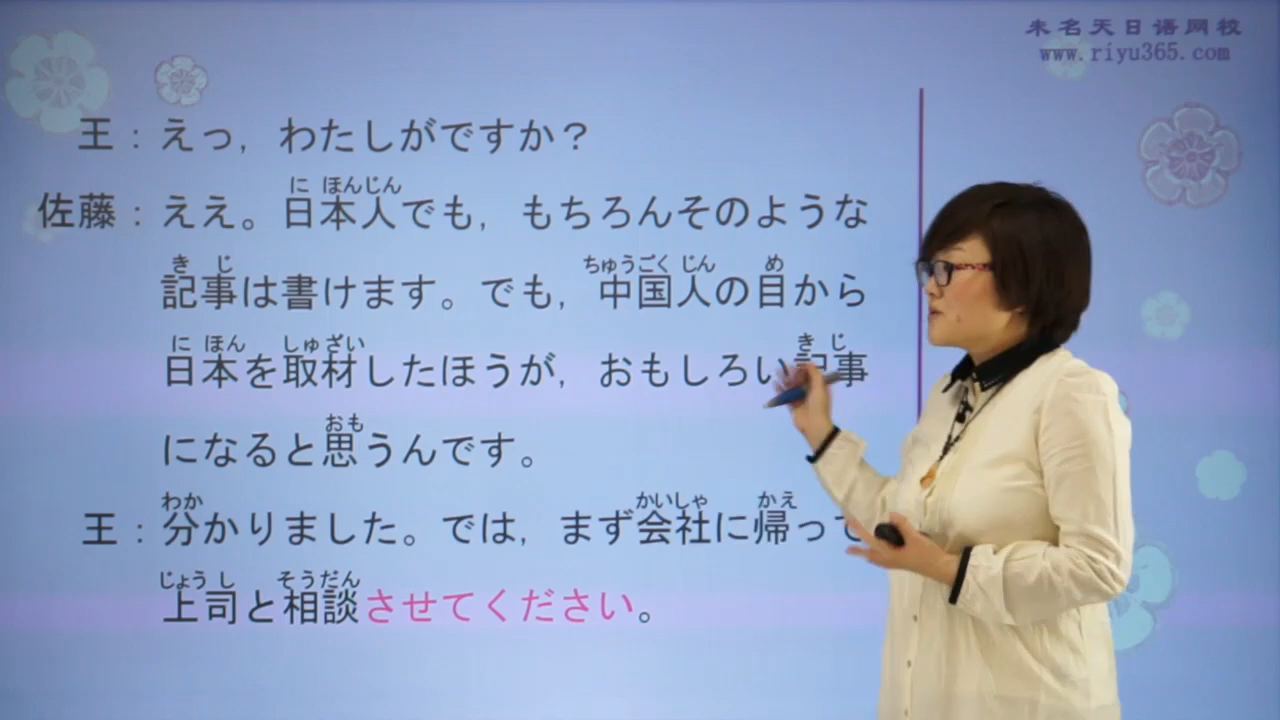 未名天日语网校
www.riyu365.com
王：えっ，わたしがですか？
に ほんじん
佐藤：ええ。日本人でも，もちろんそのような
き じ ちゅうごく じん め
記事は書けます。でも，中国人の目から
に ほん しゅざい き じ
日本を取材したほうが，おもしろい記事
おも
になると思うんです。
わか かいしゃ かえ
王：分かりました。では，まず会社に帰って
じょう し そうだん
上司と相談させてください。